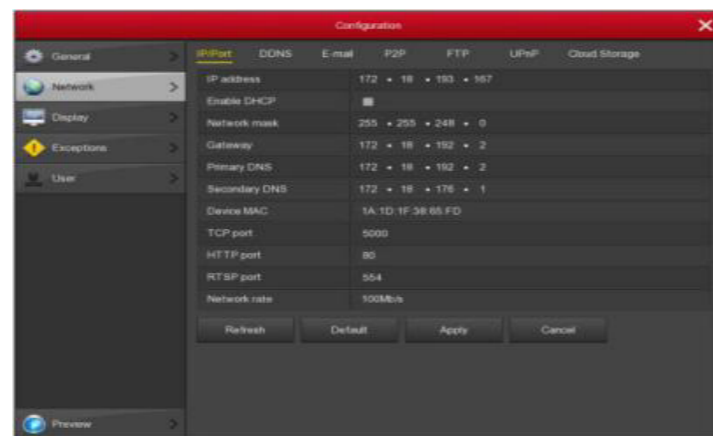 Configuration
General
Network
Display
Exceptions
User
Preview
IP/Port DDNS E-mail P2P FTP UPnP Cloud Storage
IP address 172 . 18 . 193 . 167
Enable DHCP
Network mask 255 . 255 . 248 . 0
Gateway 172 . 18 . 192 . 2
Primary DNS 172 . 18 . 192 . 2
Secondary DNS 172 . 18 . 176 . 1
Device MAC 1A:1D:1F:38:65:FD
TCP port 5000
HTTP port 80
RTSP port 554
Network rate 100Mb/s
Refresh Default Apply Cancel